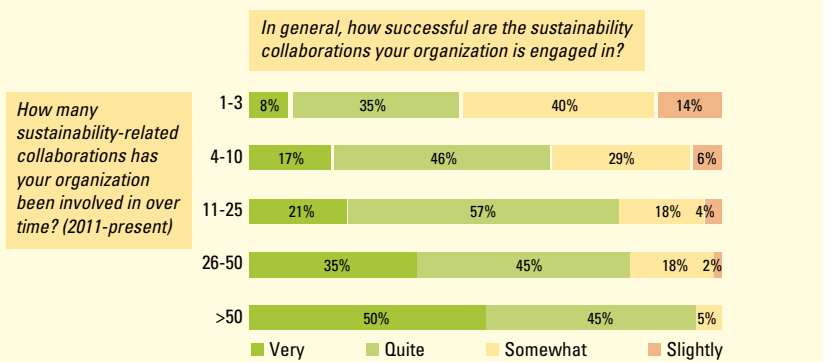 In general, how successful are the sustainability
collaborations your organization is engaged in?
How many
sustainability-related
collaborations has
your organization
been involved in over
time? (2011-present)
1-3 8% 35% 40% 14%
4-10 17% 46% 29% 6%
11-25 21% 57% 18% 4%
26-50 35% 45% 18% 2%
>50 50% 45% 5%
Very Quite Somewhat Slightly